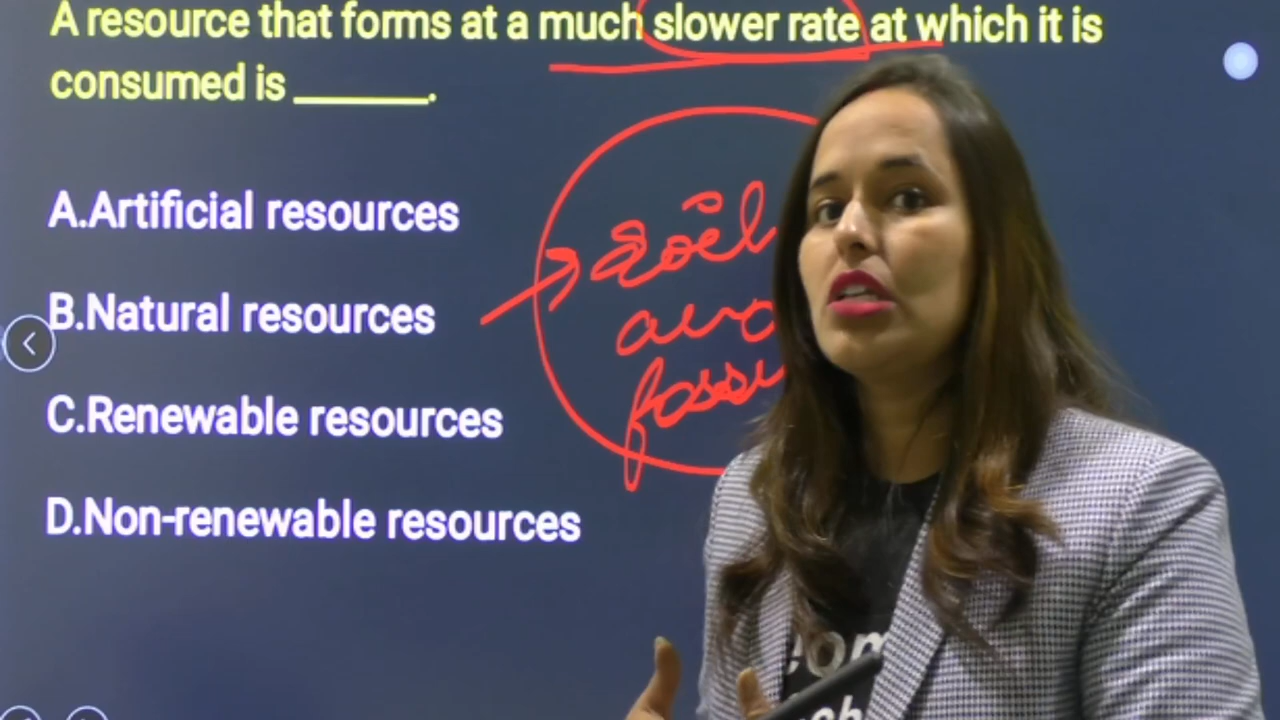 A resource that forms at a much slower rate at which it is
consumed is ________.
A.Artificial resources
B.Natural resources
C.Renewable resources
D.Non-renewable resources